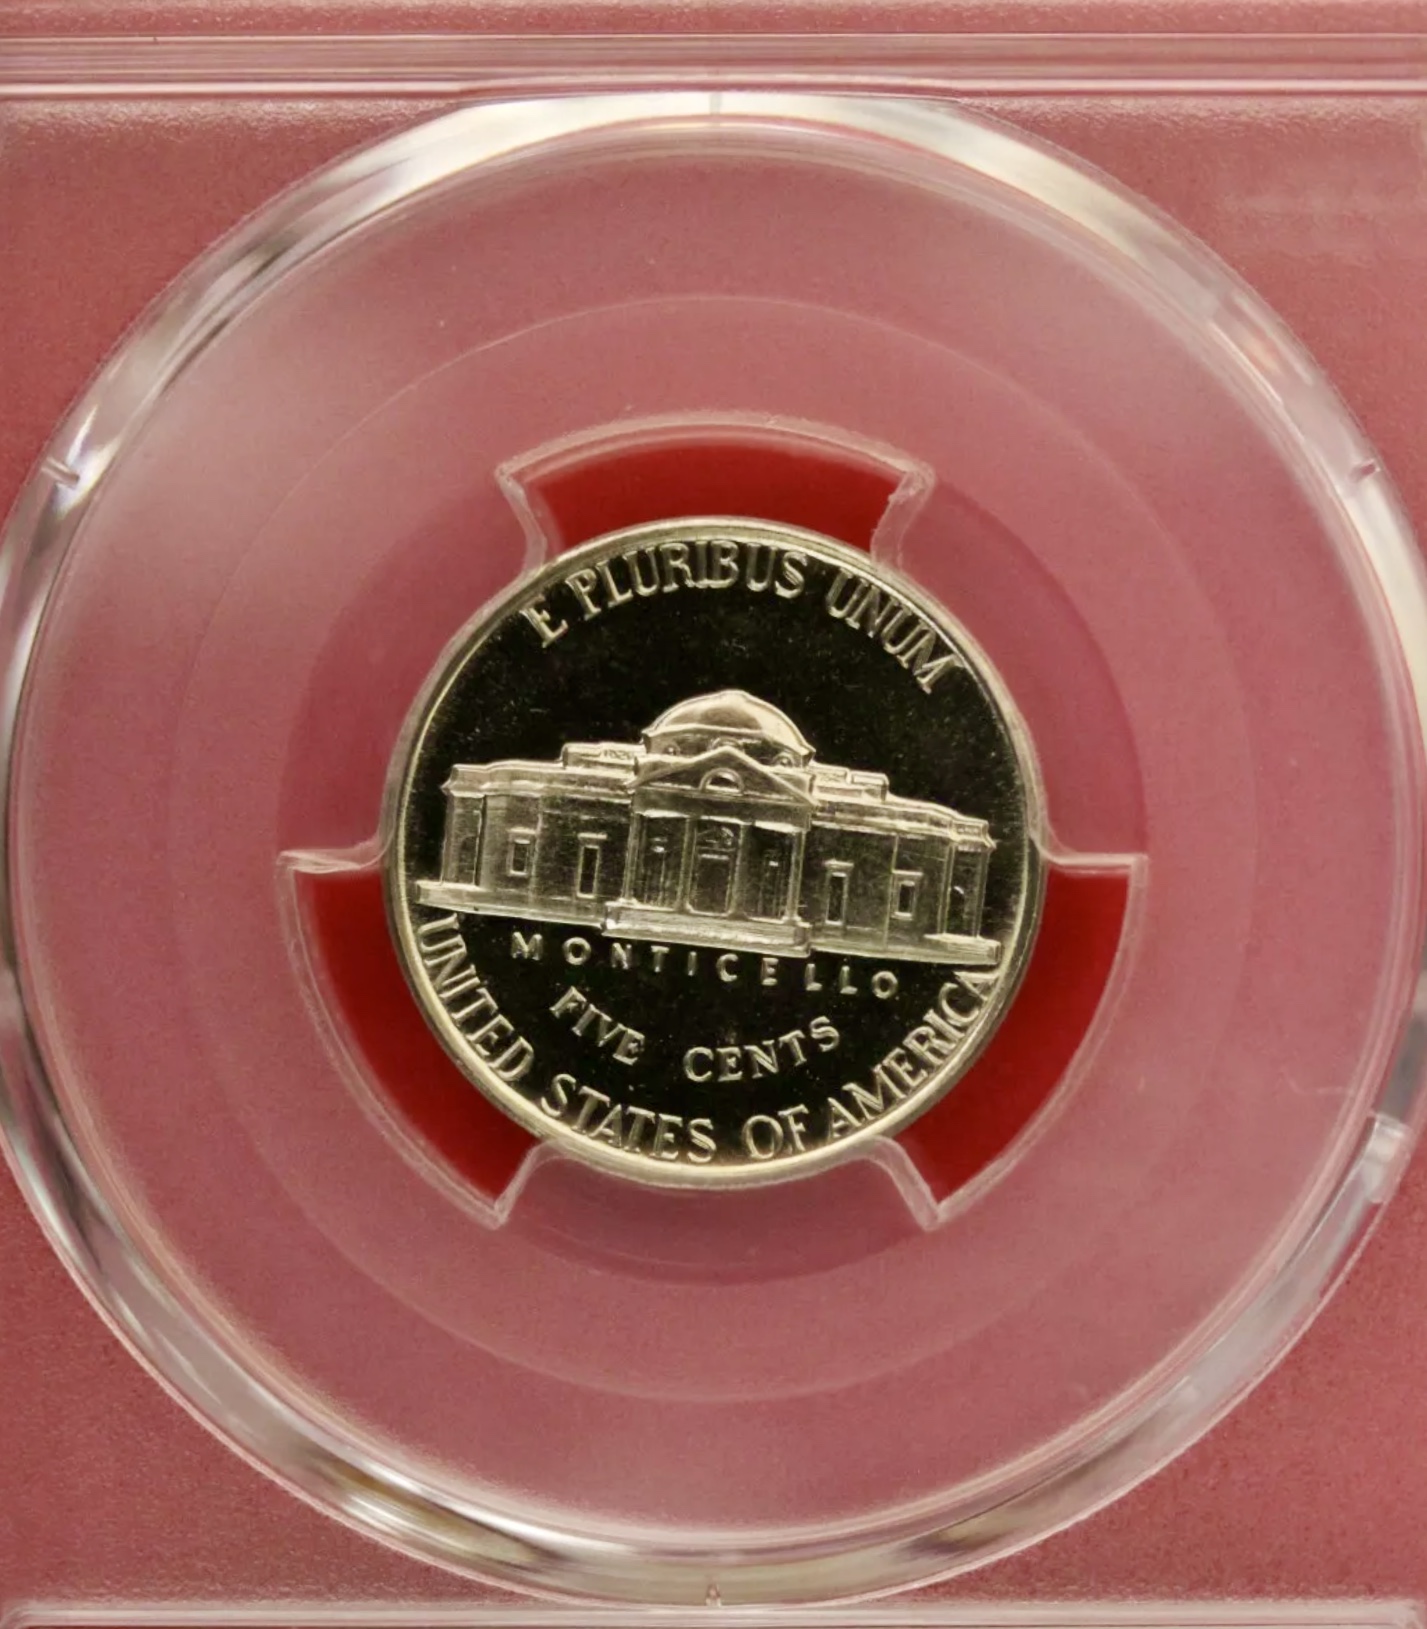 E PLURIBUS UNUM
MONTICELLO
FIVE CENTS
UNITED STATES OF AMERICA